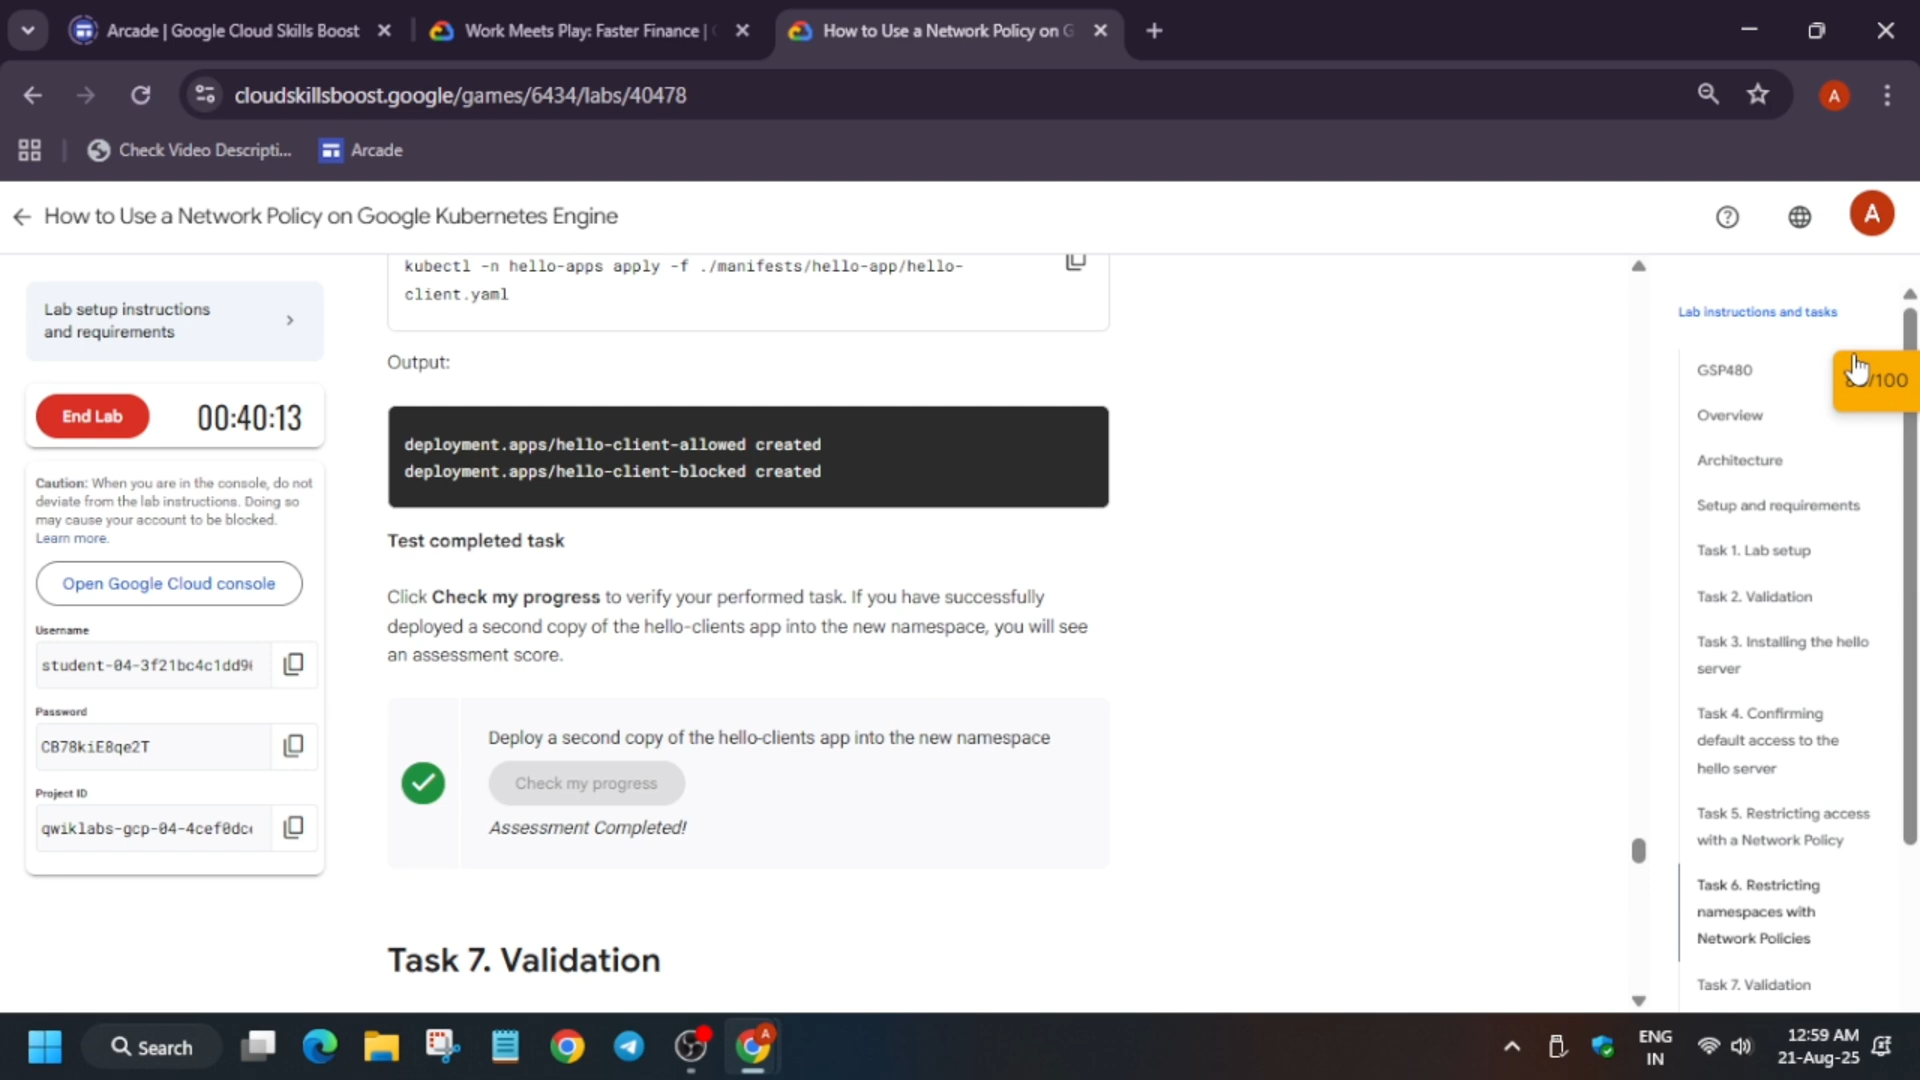 Arcade | Google Cloud Skills Boost
Work Meets Play: Faster Finance |
How to Use a Network Policy on G
cloudskillsboost.google/games/6434/labs/40478
A
Check Video Descripti...
Arcade
How to Use a Network Policy on Google Kubernetes Engine
A
Lab setup instructions
and requirements
End Lab
00:40:13
Caution: When you are in the console, do not
deviate from the lab instructions. Doing so
may cause your account to be blocked.
Learn more.
Open Google Cloud console
Username
student-04-3f21bc4c1dd9
Password
CB78kiE8qe2T
Project ID
qwiklabs-gcp-04-4cef0dc
kubectl -n hello-apps apply -f ./manifests/hello-app/hello-
client.yaml
Output:
deployment.apps/hello-client-allowed created
deployment.apps/hello-client-blocked created
Test completed task
Click Check my progress to verify your performed task. If you have successfully
deployed a second copy of the hello-clients app into the new namespace, you will see
an assessment score.
Deploy a second copy of the hello-clients app into the new namespace
Check my progress
Assessment Completed!
Task 7. Validation
Lab instructions and tasks
GSP480
/100
Overview
Architecture
Setup and requirements
Task 1. Lab setup
Task 2. Validation
Task 3. Installing the hello
server
Task 4. Confirming
default access to the
hello server
Task 5. Restricting access
with a Network Policy
Task 6. Restricting
namespaces with
Network Policies
Task 7. Validation
Search
A
ENG
IN
12:59 AM
21-Aug-25